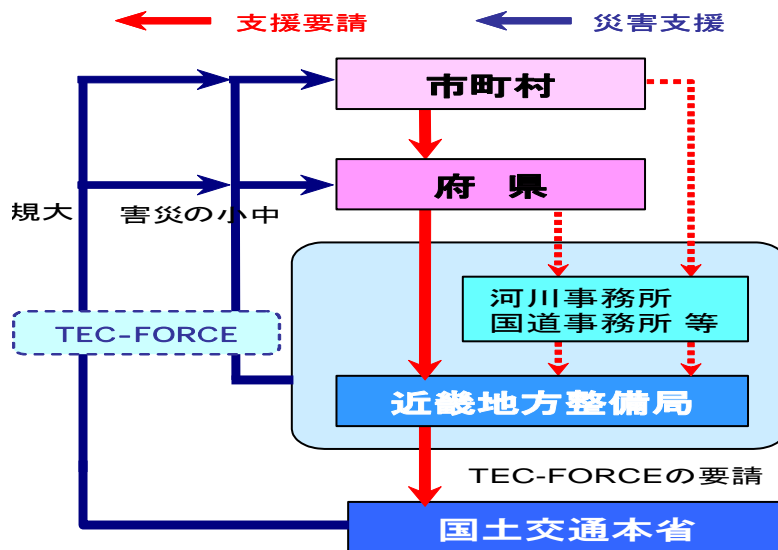 支援要請
災害支援
市町村
府 県
規大
害災の小中
河川事務所
国道事務所 等
TEC-FORCE
近畿地方整備局
TEC-FORCEの要請
国土交通本省